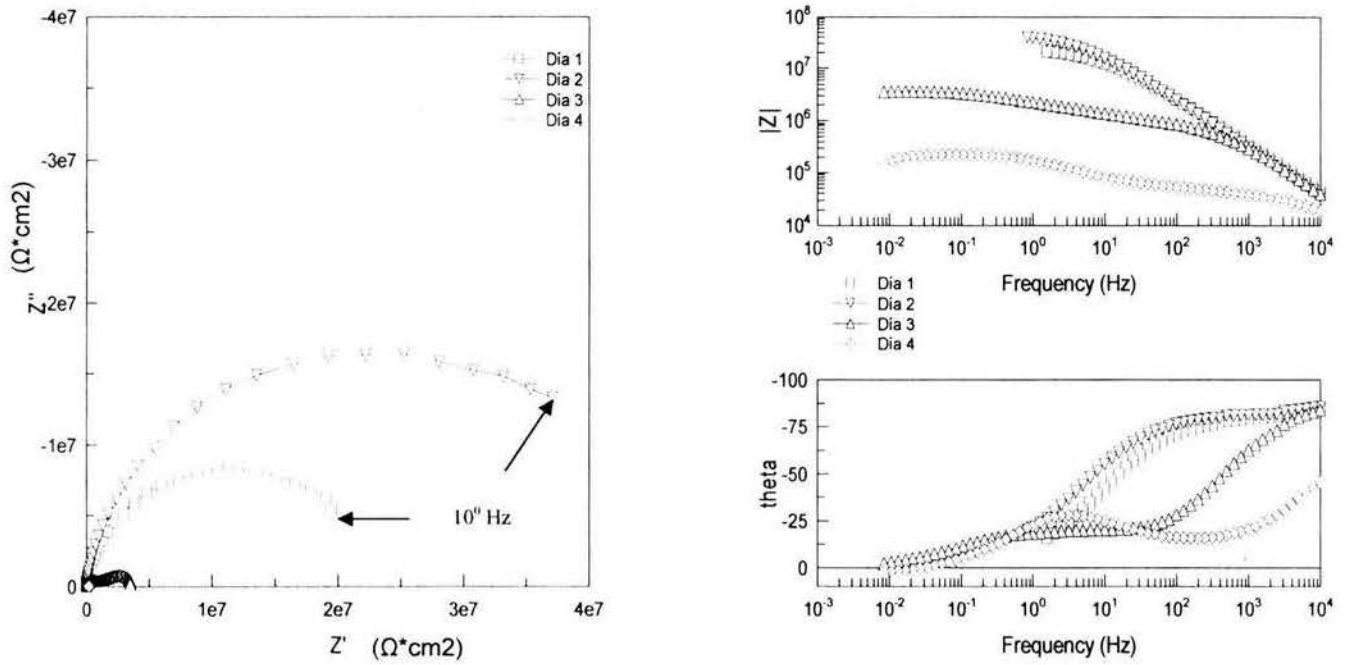 -4e7
-3e7
-2e7
-1e7
0
Z'' (Ω*cm2)
0
1e7
2e7
3e7
4e7
Z' (Ω*cm2)
Dia 1
Dia 2
Dia 3
Dia 4
10⁰ Hz
10⁸
10⁷
10⁶
10⁵
10⁴
|Z|
10⁻³
10⁻²
10⁻¹
10⁰
10¹
10²
10³
10⁴
Frequency (Hz)
Dia 1
Dia 2
Dia 3
Dia 4
-100
-75
-50
-25
0
theta
10⁻³
10⁻²
10⁻¹
10⁰
10¹
10²
10³
10⁴
Frequency (Hz)